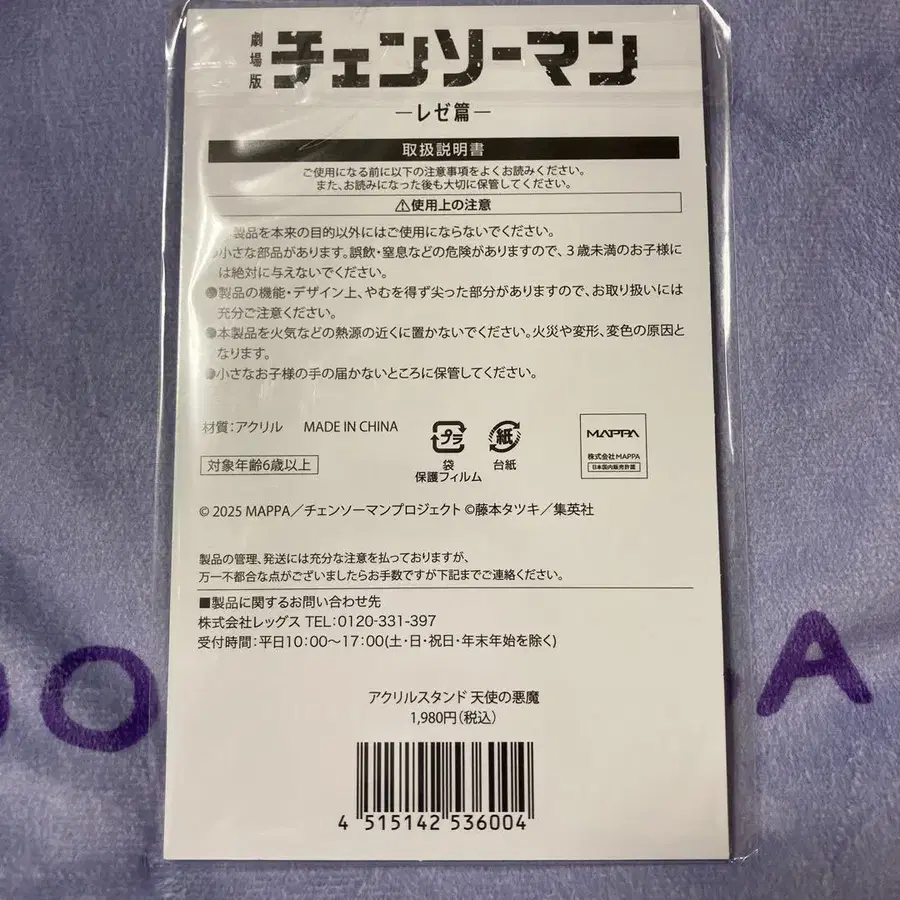 劇場版
チェンソーマン
―レゼ篇―
取扱説明書
ご使用になる前に以下の注意事項をよくお読みください。
また、お読みになった後も大切に保管してください。
⚠使用上の注意
製品を本来の目的以外にはご使用にならないでください。
●小さな部品があります。誤飲・窒息などの危険がありますので、3歳未満のお子様に
は絶対に与えないでください。
●製品の機能・デザイン上、やむを得ず尖った部分がありますので、お取り扱いには
充分ご注意ください。
●本製品を火気などの熱源の近くに置かないでください。火災や変形、変色の原因と
なります。
●小さなお子様の手の届かないところに保管してください。
材質：アクリル MADE IN CHINA
対象年齢6歳以上
プラ
袋
保護フィルム
紙
台紙
MAPPA
株式会社MAPPA
日本国内販売許諾
© 2025 MAPPA／チェンソーマンプロジェクト ©藤本タツキ／集英社
製品の管理、発送には充分な注意を払っておりますが、
万一不都合な点がございましたらお手数ですが下記までご連絡ください。
■製品に関するお問い合わせ先
株式会社レッグス TEL：0120-331-397
受付時間：平日10：00～17：00(土・日・祝日・年末年始を除く)
アクリルスタンド 天使の悪魔
1,980円（税込）
4 515142 536004